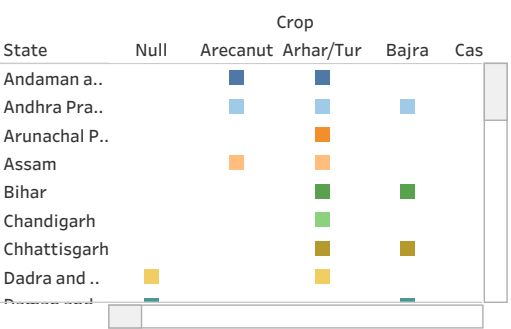 Crop
State Null Arecanut Arhar/Tur Bajra Cas
Andaman a..
Andhra Pra..
Arunachal P..
Assam
Bihar
Chandigarh
Chhattisgarh
Dadra and ..